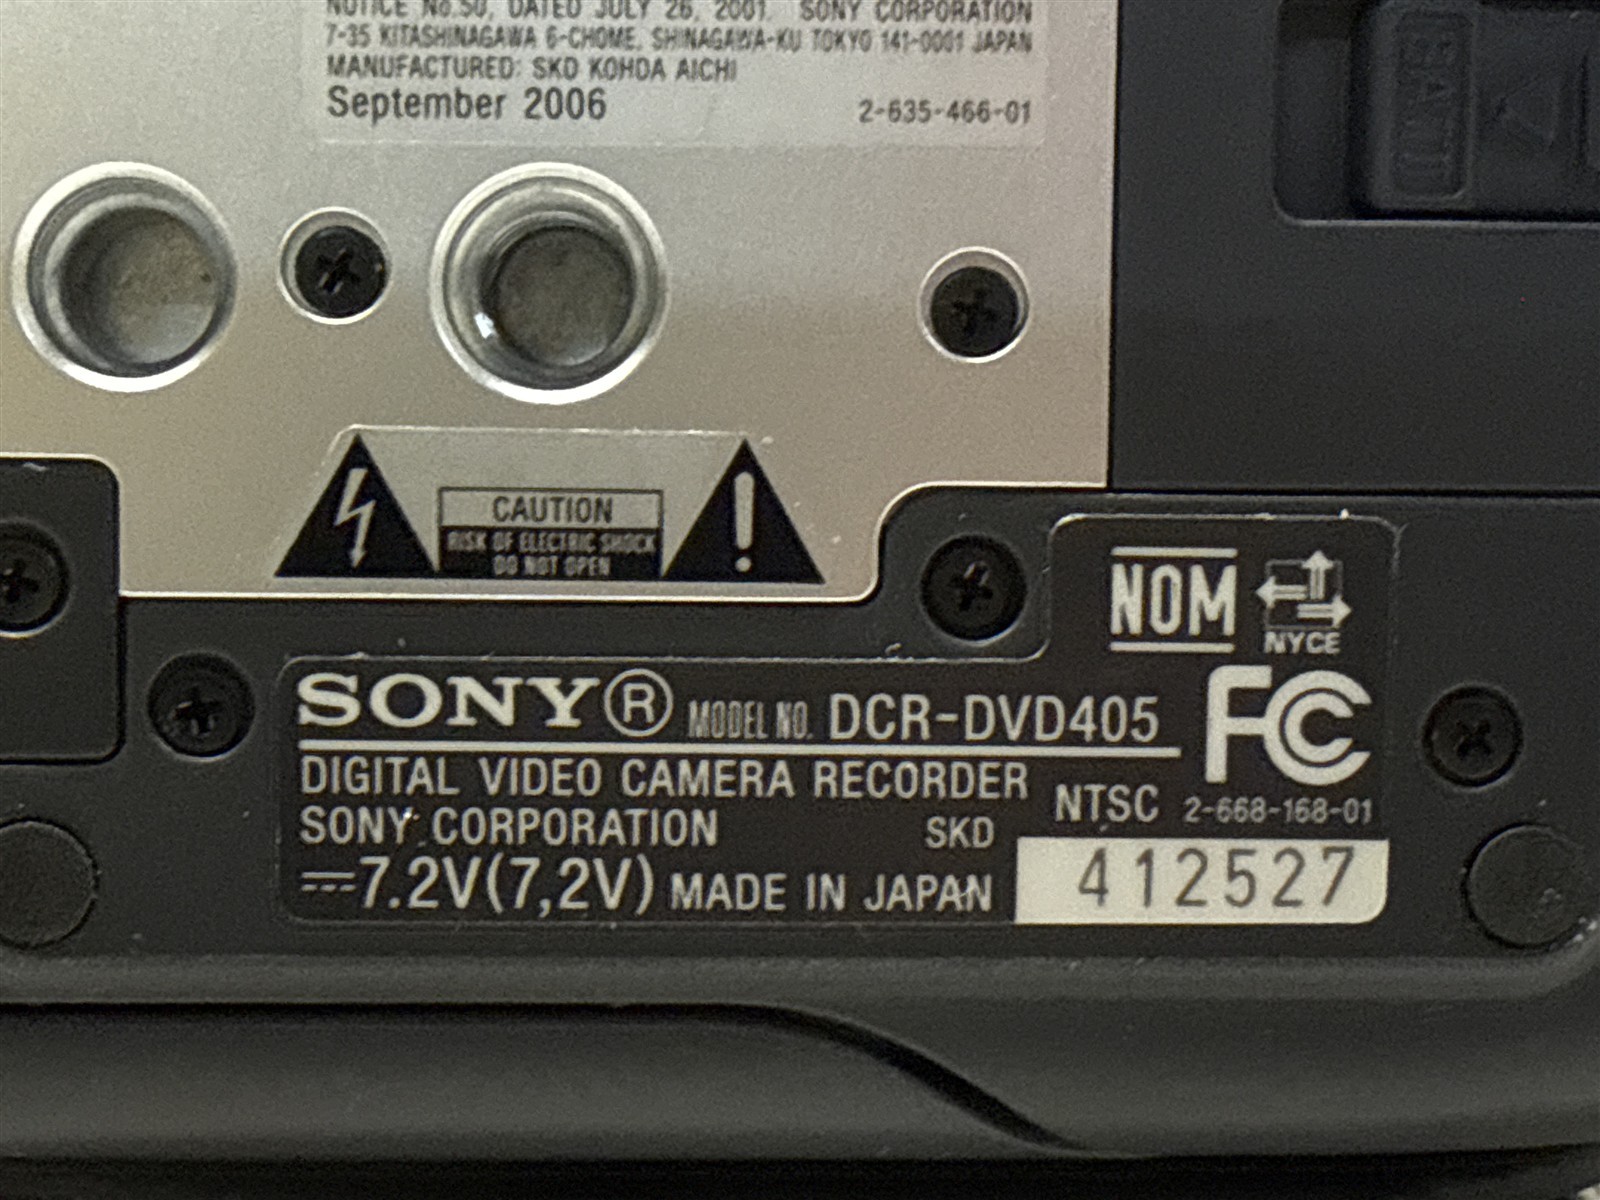 NOTICE No.50, DATED JULY 26, 2001. SONY CORPORATION
7-35 KITASHINAGAWA 6-CHOME, SHINAGAWA-KU TOKYO 141-0001 JAPAN
MANUFACTURED: SKD KOHDA AICHI
September 2006 2-635-466-01
BATT
CAUTION
RISK OF ELECTRIC SHOCK
DO NOT OPEN
NOM
NYCE
SONY® MODEL NO. DCR-DVD405
FC
DIGITAL VIDEO CAMERA RECORDER NTSC 2-668-168-01
SONY CORPORATION SKD
⎓7.2V(7,2V) MADE IN JAPAN 412527